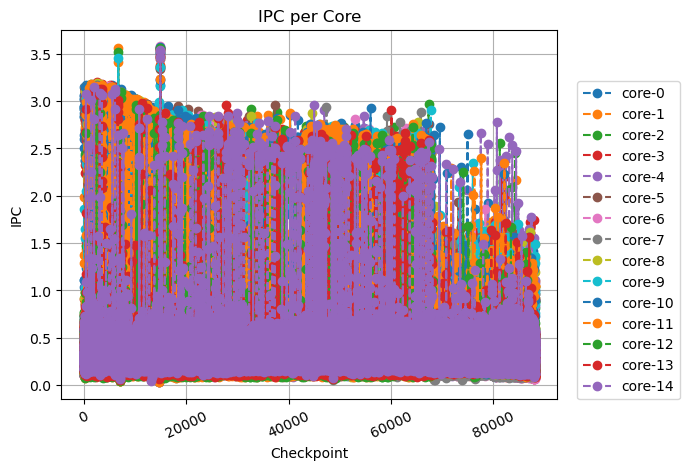 IPC per Core
3.5
3.0
2.5
2.0
1.5
1.0
0.5
0.0
IPC
0
20000
40000
60000
80000
Checkpoint
core-0
core-1
core-2
core-3
core-4
core-5
core-6
core-7
core-8
core-9
core-10
core-11
core-12
core-13
core-14